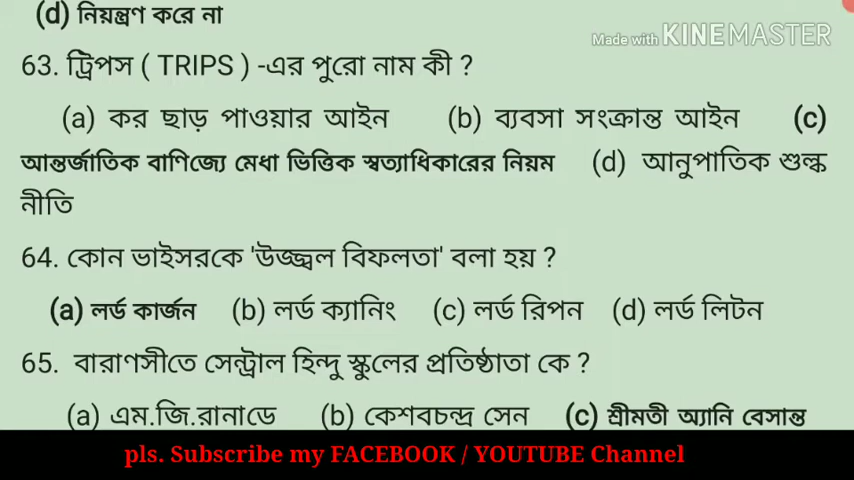 (d) নিয়ন্ত্রণ করে না
Made with KINEMASTER
63. ট্রিপস ( TRIPS ) -এর পুরো নাম কী ?
(a) কর ছাড় পাওয়ার আইন (b) ব্যবসা সংক্রান্ত আইন (c)
আন্তর্জাতিক বাণিজ্যে মেধা ভিত্তিক স্বত্যাধিকারের নিয়ম (d) আনুপাতিক শুল্ক
নীতি
64. কোন ভাইসরকে 'উজ্জ্বল বিফলতা' বলা হয় ?
(a) লর্ড কার্জন (b) লর্ড ক্যানিং (c) লর্ড রিপন (d) লর্ড লিটন
65. বারাণসীতে সেন্ট্রাল হিন্দু স্কুলের প্রতিষ্ঠাতা কে ?
(a) এম.জি.রানাডে (b) কেশবচন্দ্র সেন (c) শ্রীমতী অ্যানি বেসান্ত
pls. Subscribe my FACEBOOK / YOUTUBE Channel